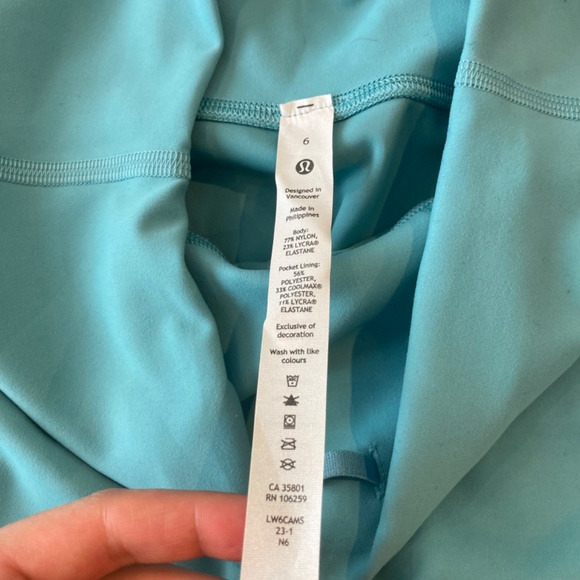 6
Designed in
Vancouver
Made in
Philippines
Body:
77% NYLON,
23% LYCRA®
ELASTANE
Pocket Lining:
56%
POLYESTER,
33% COOLMAX®
POLYESTER,
11% LYCRA®
ELASTANE
Exclusive of
decoration
Wash with like
colours
CA 35801
RN 106259
LW6CAMS
23-1
N6